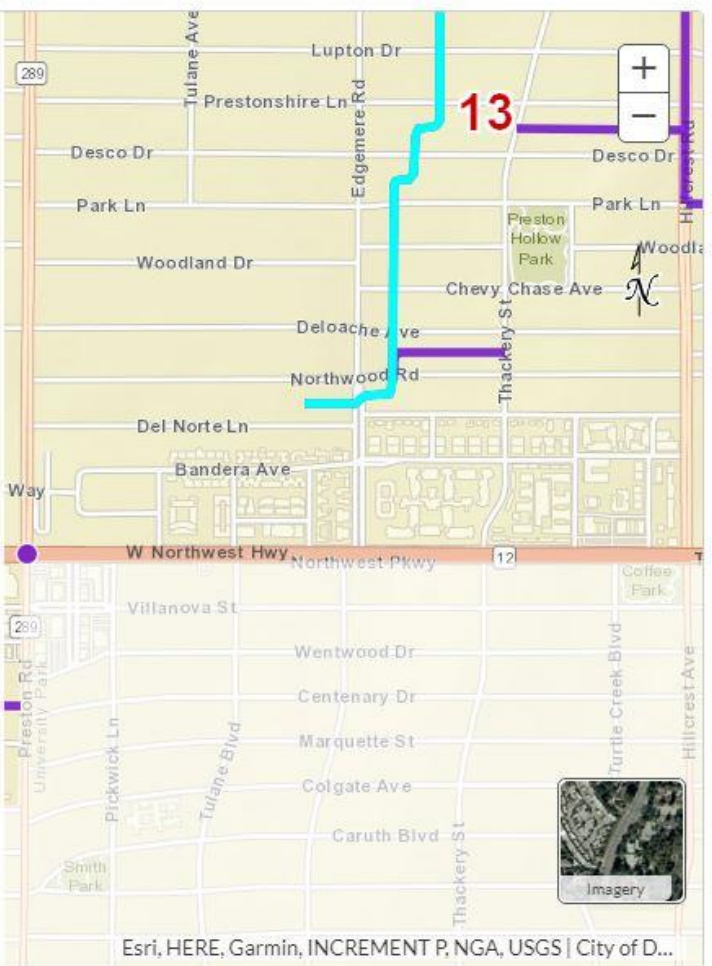 Tulane Ave
Lupton Dr
+
289
Prestonshire Ln
Edgemere Rd
13
−
Desco Dr
Desco Dr
Hillcrest Rd
Park Ln
Park Ln
Preston
Hollow
Park
Woodland Dr
Woodla
N
Chevy Chase Ave
Deloache Ave
Thackery St
Northwood Rd
Del Norte Ln
Bandera Ave
Way
W Northwest Hwy
Northwest Pkwy
12
Coffee
Park
Villanova St
289
Preston Rd
University Park
Wentwood Dr
Turtle Creek Blvd
Hillcrest Ave
Centenary Dr
Pickwick Ln
Tulane Blvd
Marquette St
Colgate Ave
Caruth Blvd
Thackery St
Smith
Park
Imagery
Esri, HERE, Garmin, INCREMENT P, NGA, USGS | City of D...